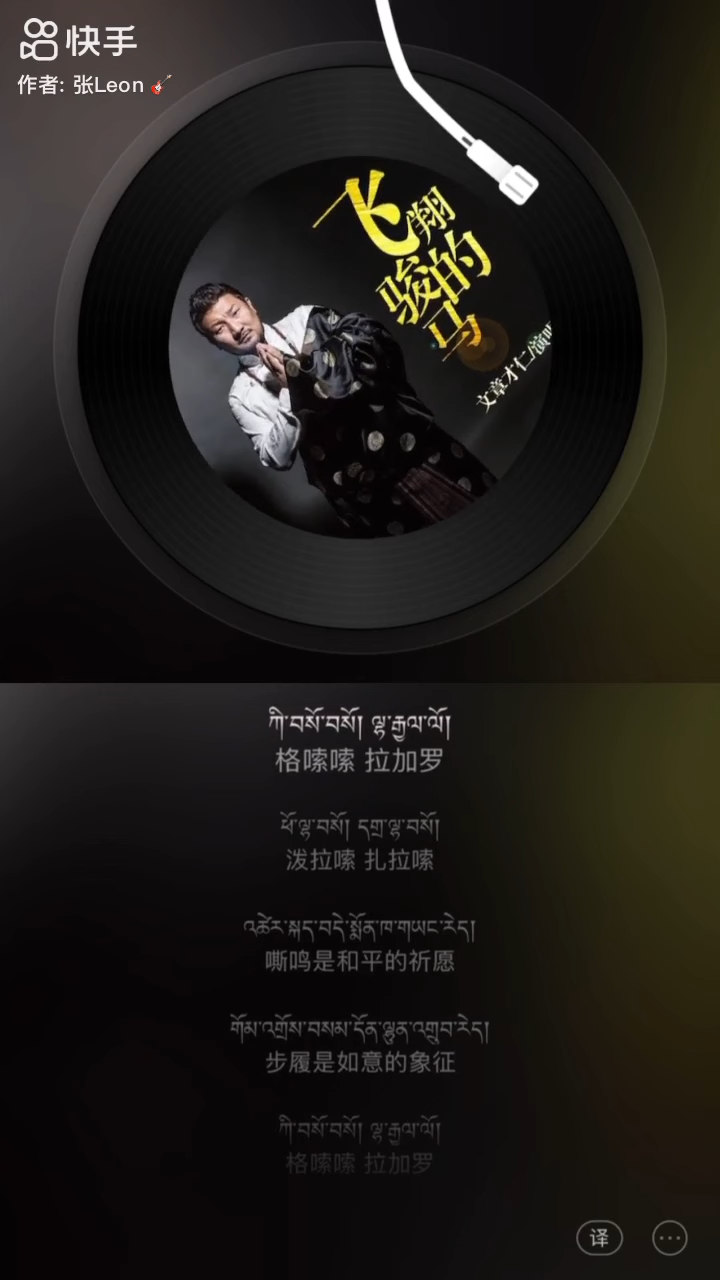 快手
作者: 张Leon
飞翔
的
骏马
文章才仁/演唱
ཀི་བསོ་བསོ། ལྷ་རྒྱལ་ལོ།
格嗦嗦 拉加罗
ཕོ་ལྷ་བསོ། དགྲ་ལྷ་བསོ།
泼拉嗦 扎拉嗦
འཚེར་སྐད་བདེ་སྨོན་ཁ་གཡང་རེད།
嘶鸣是和平的祈愿
གོམ་འགྲོས་བསམ་དོན་ལྷུན་འགྲུབ་རེད།
步履是如意的象征
ཀི་བསོ་བསོ། ལྷ་རྒྱལ་ལོ།
格嗦嗦 拉加罗
译